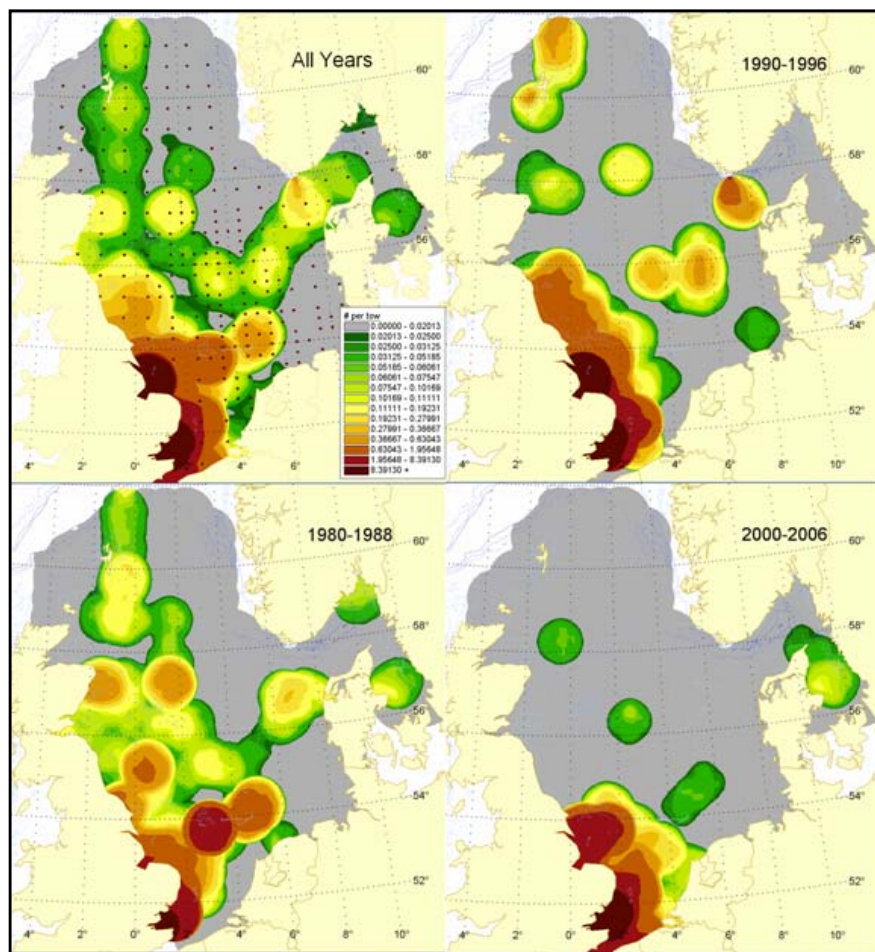 All Years
60°
58°
56°
# per tow
0.00000 - 0.02013
0.02013 - 0.02500
0.02500 - 0.03125
0.03125 - 0.05185
0.05185 - 0.06061
0.06061 - 0.07547
0.07547 - 0.10169
0.10169 - 0.11111
0.11111 - 0.19231
0.19231 - 0.27991
0.27991 - 0.36667
0.36667 - 0.63043
0.63043 - 1.95648
1.95648 - 8.39130
8.39130 +
54°
52°
4° 2° 0° 2° 4° 6° 8° 10°
1990-1996
60°
58°
56°
54°
52°
4° 2° 0° 2° 4° 6° 8° 10°
1980-1988
60°
58°
56°
54°
52°
4° 2° 0° 2° 4° 6° 8° 10°
2000-2006
60°
58°
56°
54°
52°
4° 2° 0° 2° 4° 6° 8° 10°